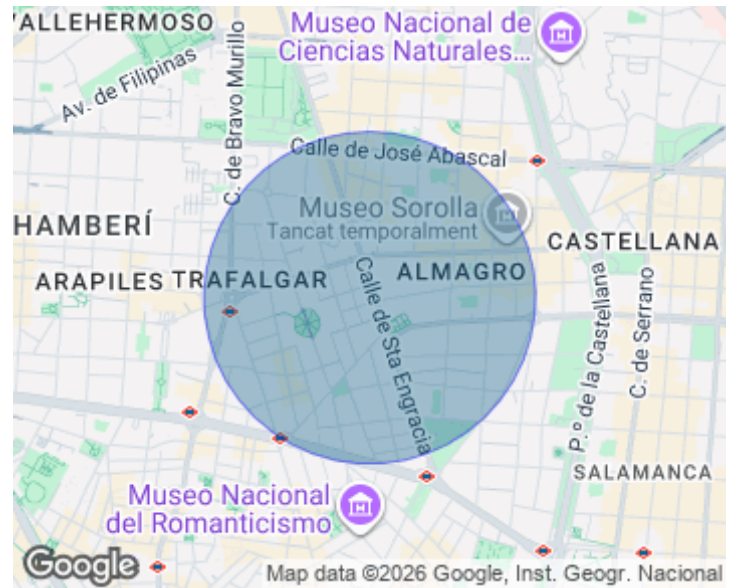 VALLEHERMOSO
Museo Nacional de
Ciencias Naturales...
Av. de Filipinas
C. de Bravo Murillo
Calle de José Abascal
Museo Sorolla
Tancat temporalment
HAMBERÍ
CASTELLANA
ARAPILES
TRAFALGAR
ALMAGRO
Calle de Sta Engracia
P.º de la Castellana
C. de Serrano
SALAMANCA
Museo Nacional
del Romanticismo
Google
Map data ©2026 Google, Inst. Geogr. Nacional